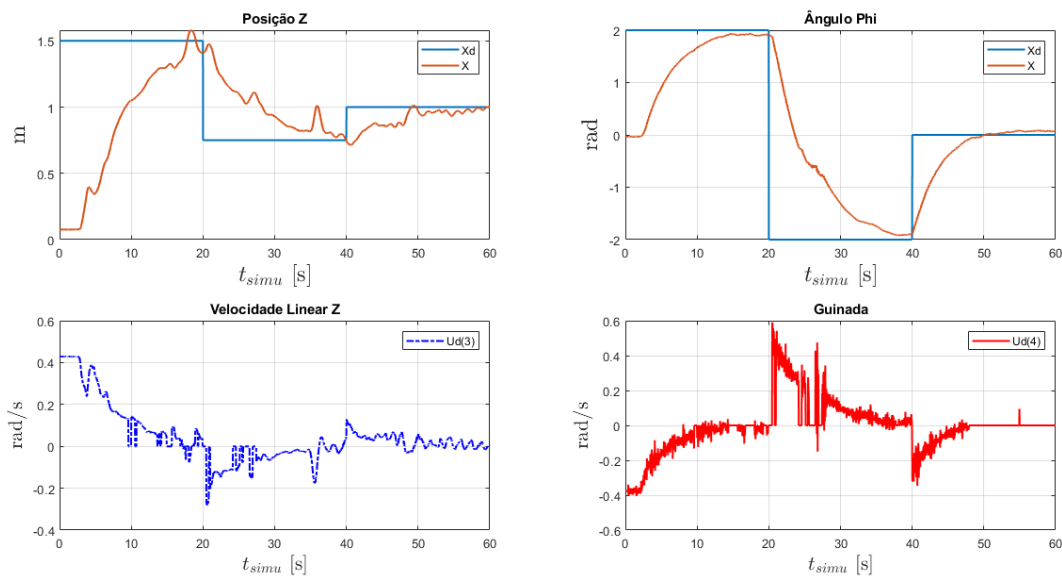 Posição Z
1.5
1
0.5
0
m
Xd
X
0 10 20 30 40 50 60
t_simu [s]
Ângulo Phi
2
1
0
-1
-2
rad
Xd
X
0 10 20 30 40 50 60
t_simu [s]
Velocidade Linear Z
0.6
0.4
0.2
0
-0.2
-0.4
rad/s
Ud(3)
0 10 20 30 40 50 60
t_simu [s]
Guinada
0.6
0.4
0.2
0
-0.2
-0.4
-0.6
rad/s
Ud(4)
0 10 20 30 40 50 60
t_simu [s]